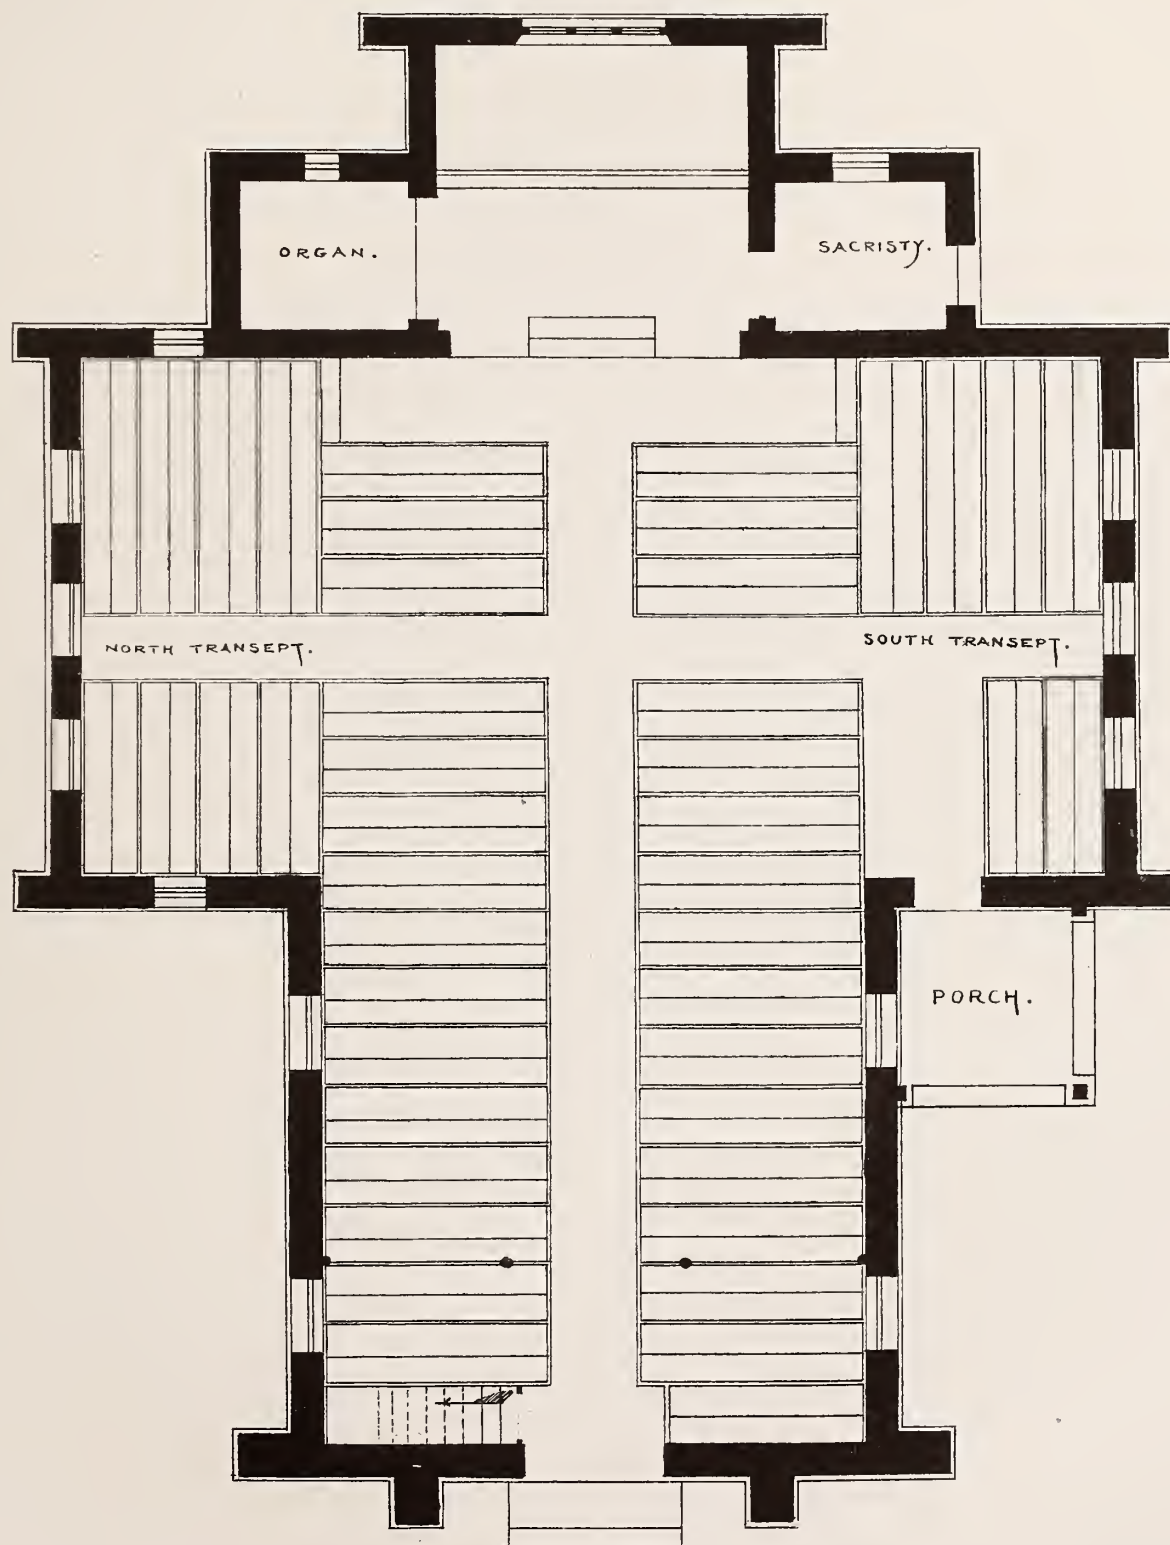 ORGAN.
SACRISTY.
NORTH TRANSEPT.
SOUTH TRANSEPT.
PORCH.